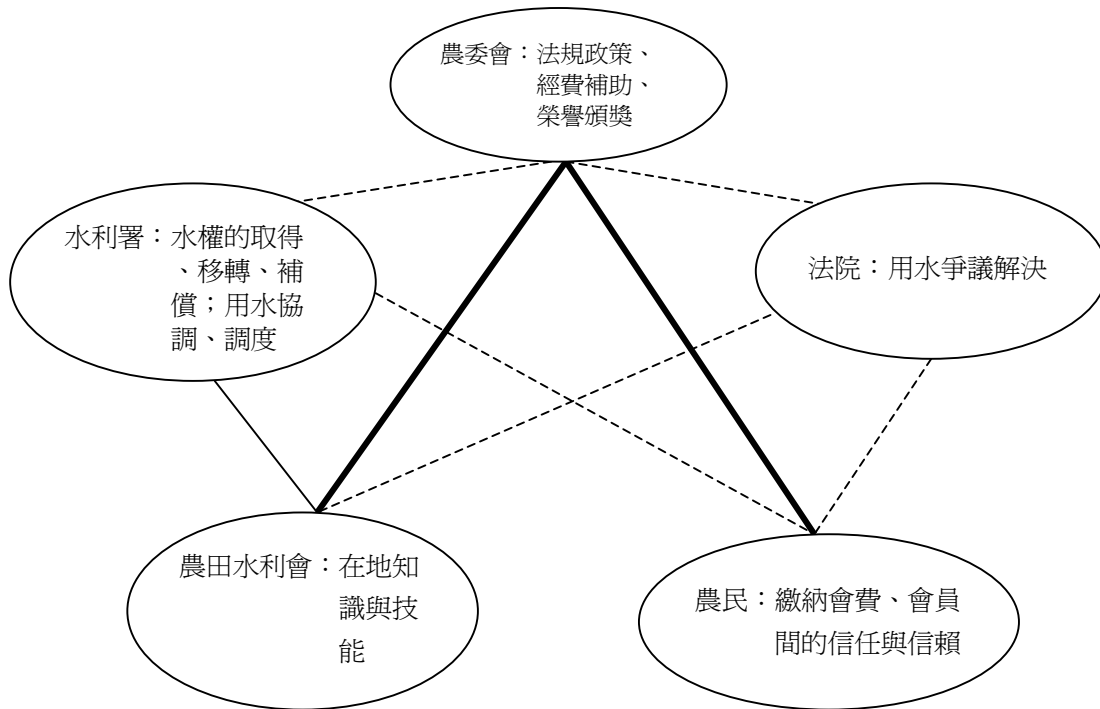 農委會：法規政策、
經費補助、
榮譽頒獎
水利署：水權的取得
、移轉、補
償；用水協
調、調度
法院：用水爭議解決
農田水利會：在地知
識與技
能
農民：繳納會費、會員
間的信任與信賴